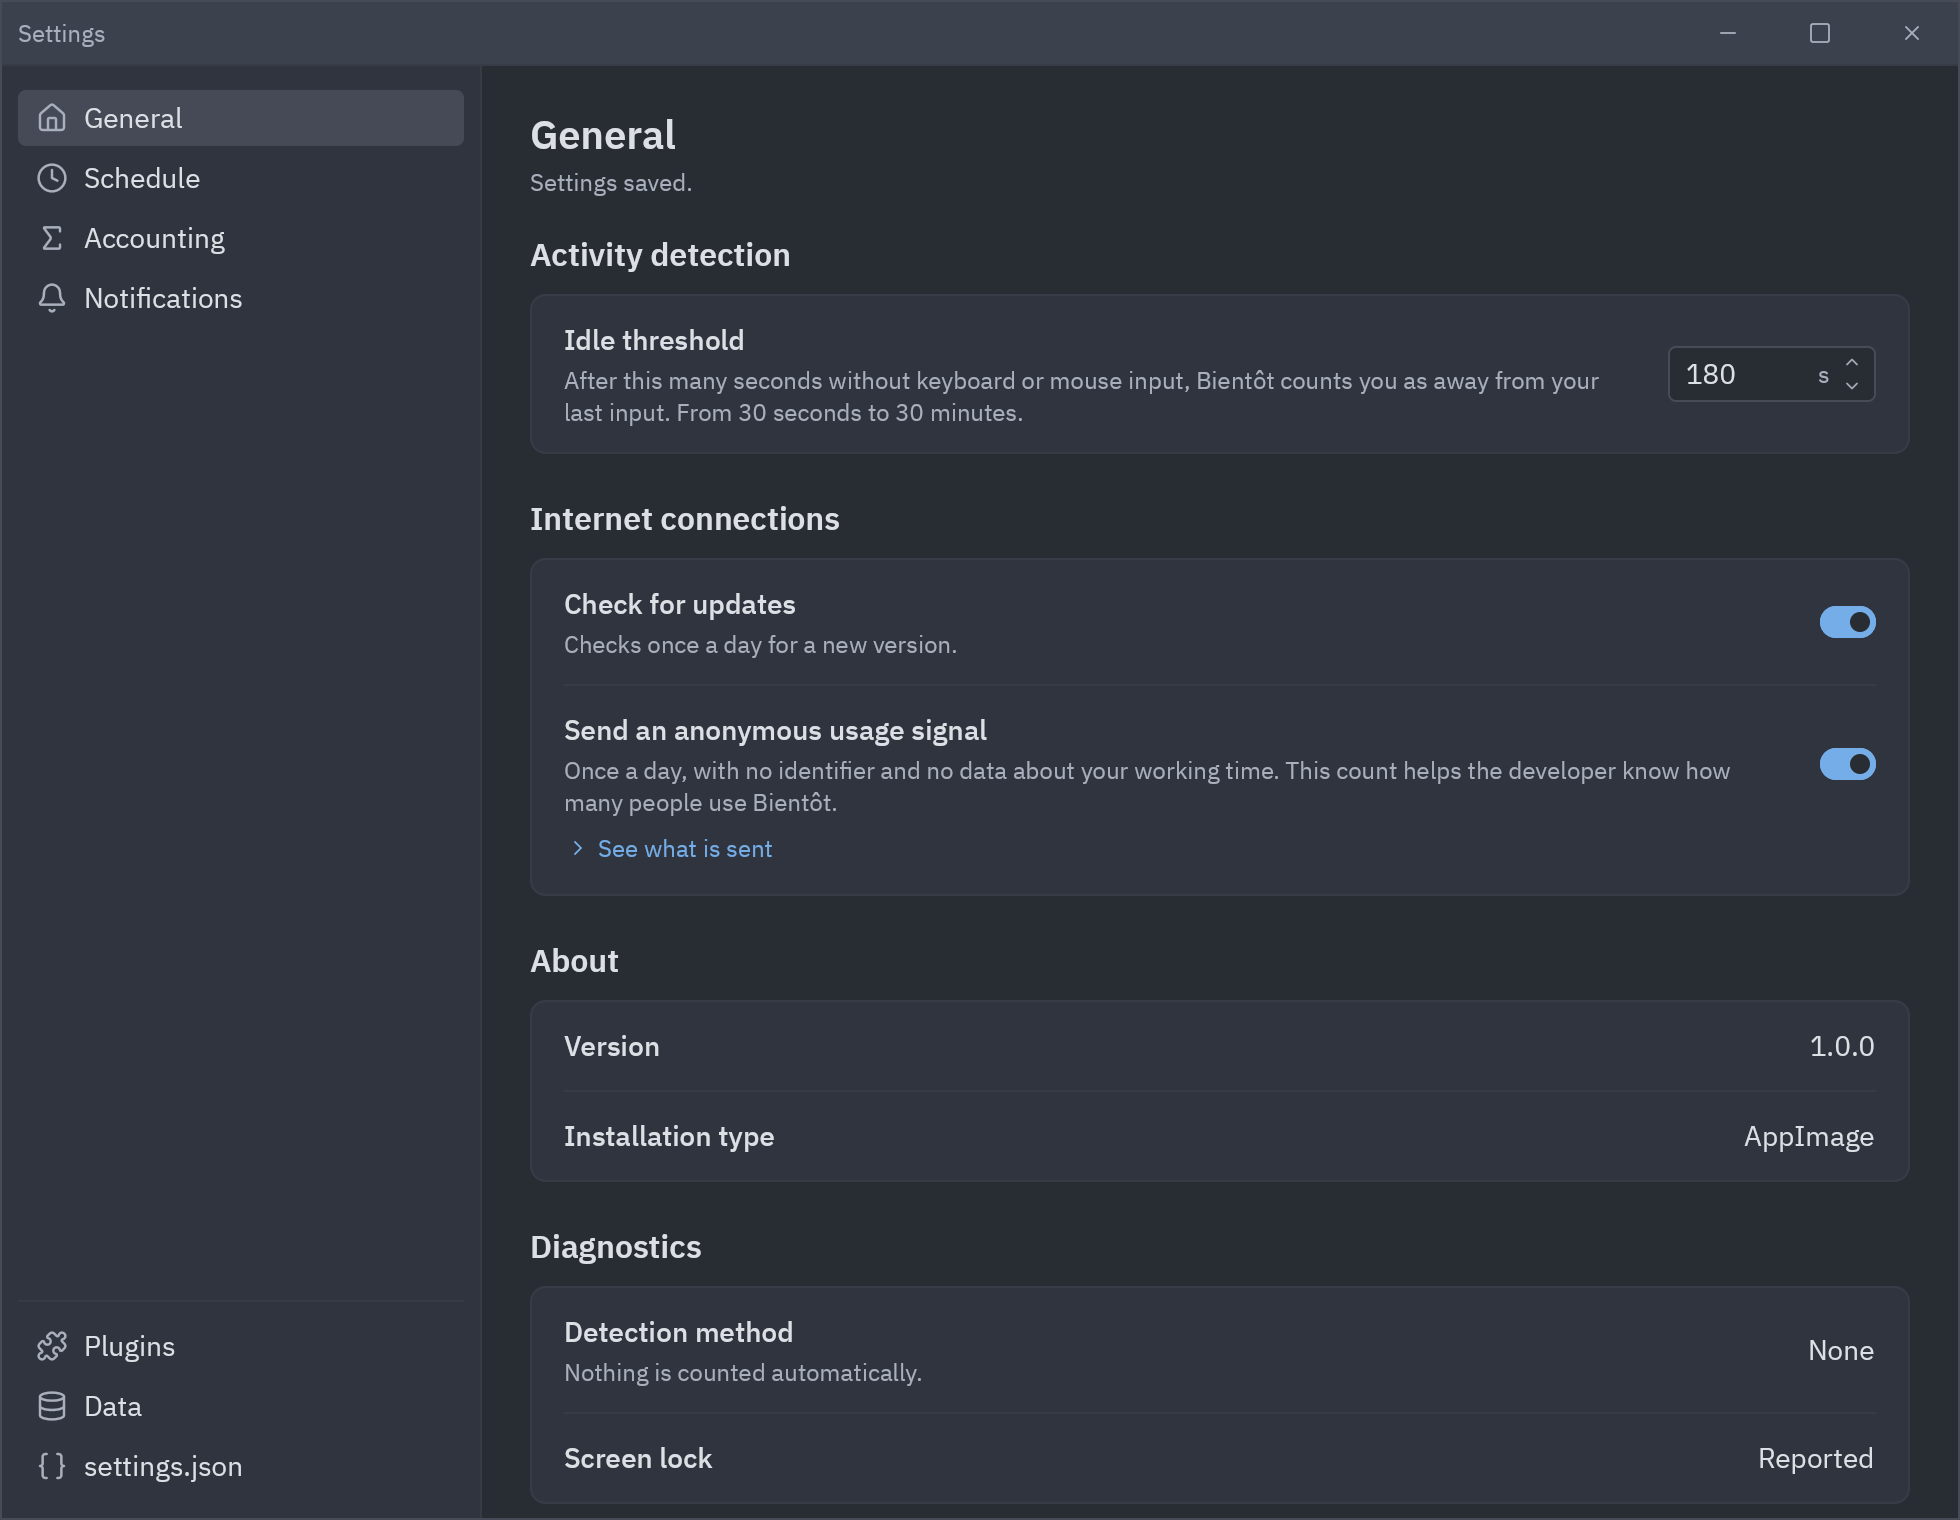 Settings
General
Schedule
Accounting
Notifications
Plugins
Data
settings.json
General
Settings saved.
Activity detection
Idle threshold
After this many seconds without keyboard or mouse input, Bientôt counts you as away from your
last input. From 30 seconds to 30 minutes.
180 s
Internet connections
Check for updates
Checks once a day for a new version.
Send an anonymous usage signal
Once a day, with no identifier and no data about your working time. This count helps the developer know how
many people use Bientôt.
See what is sent
About
Version 1.0.0
Installation type AppImage
Diagnostics
Detection method
Nothing is counted automatically.
None
Screen lock Reported